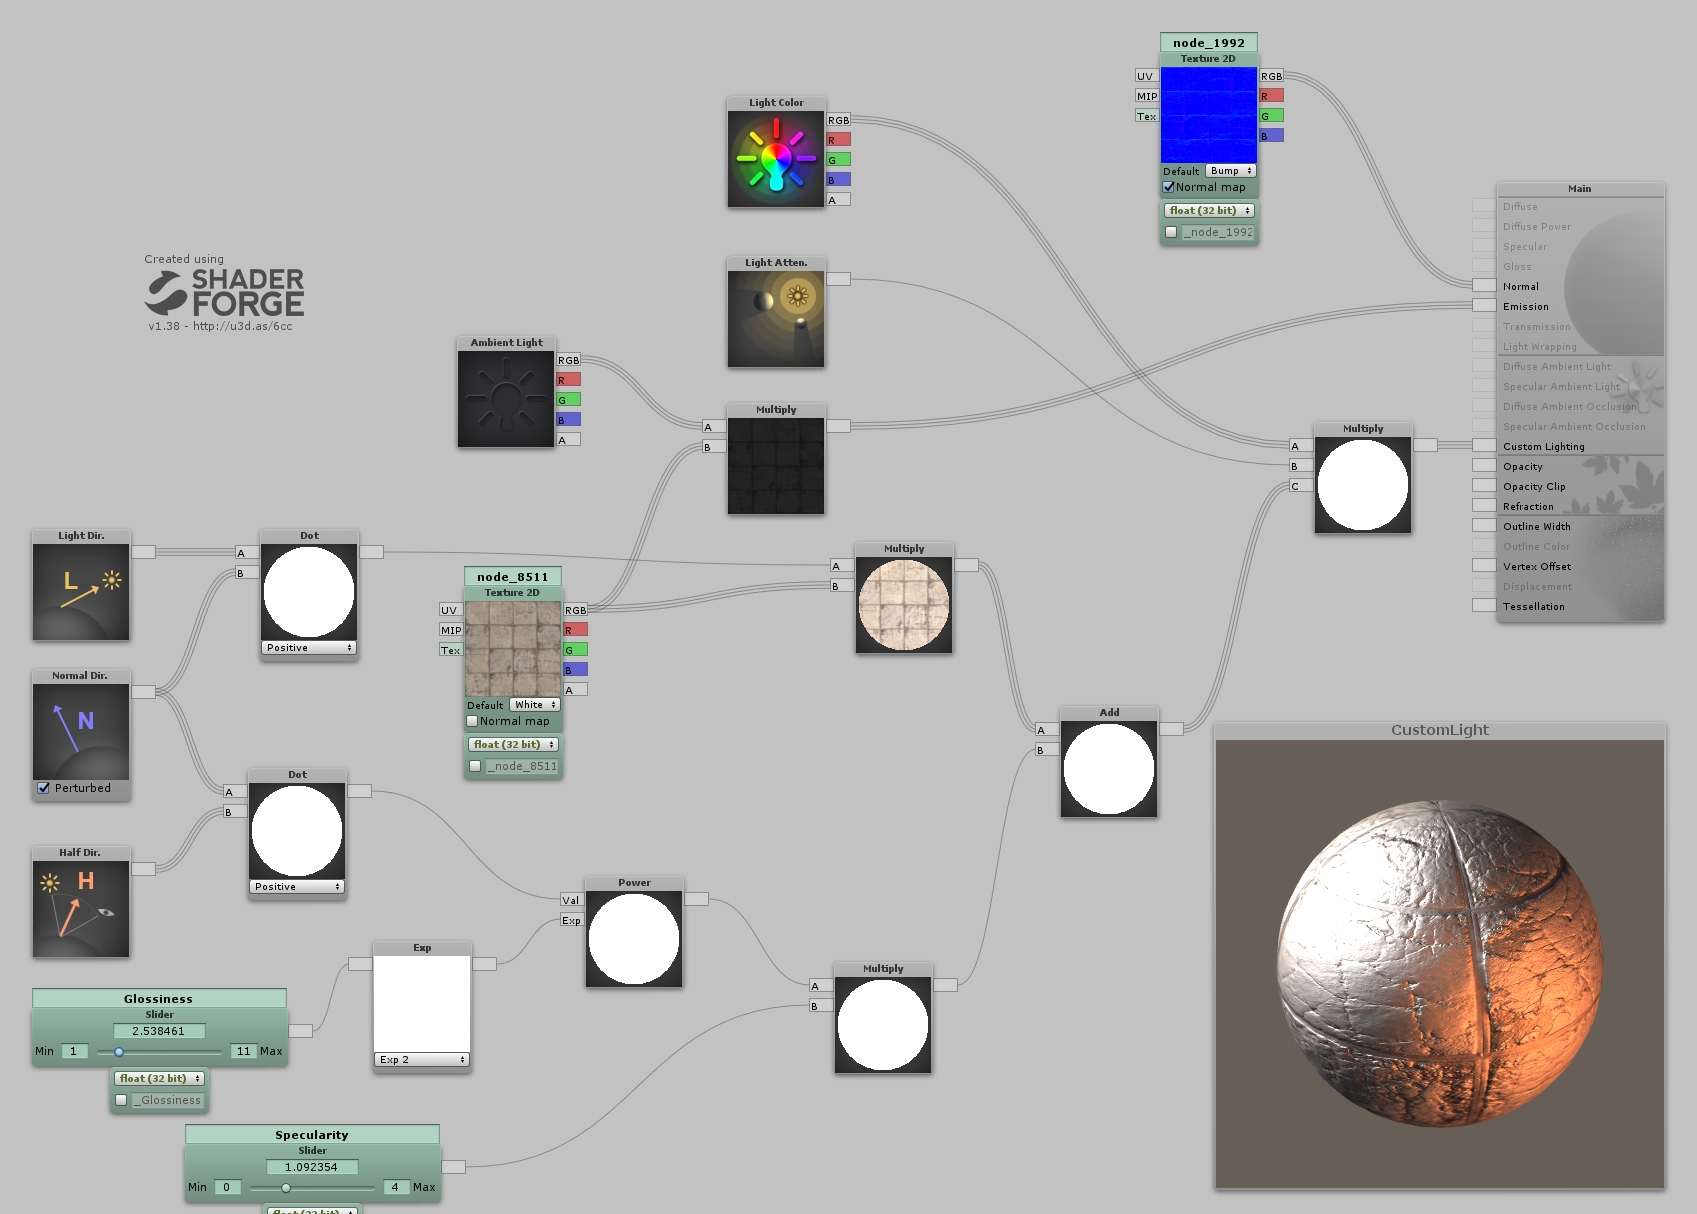 node_1992
Texture 2D
UV
MIP
Tex
RGB
R
G
B
Default Bump
Normal map
float (32 bit)
_node_1992
Light Color
RGB
R
G
B
A
Main
Diffuse
Diffuse Power
Specular
Gloss
Normal
Emission
Transmission
Light Wrapping
Diffuse Ambient Light
Specular Ambient Light
Diffuse Ambient Occlusion
Specular Ambient Occlusion
Custom Lighting
Opacity
Opacity Clip
Refraction
Outline Width
Outline Color
Vertex Offset
Displacement
Tessellation
Created using
SHADER
FORGE
v1.38 - http://u3d.as/6cc
Light Atten.
Ambient Light
RGB
R
G
B
A
Multiply
A
B
Multiply
A
B
C
Light Dir.
L
Dot
A
B
Positive
node_8511
Texture 2D
UV
MIP
Tex
RGB
R
G
B
A
Default White
Normal map
float (32 bit)
_node_8511
Multiply
A
B
Normal Dir.
N
Perturbed
Dot
A
B
Positive
Add
A
B
CustomLight
Half Dir.
H
Power
Val
Exp
Exp
Exp 2
Multiply
A
B
Glossiness
Slider
2.538461
Min 1 11 Max
float (32 bit)
_Glossiness
Specularity
Slider
1.092354
Min 0 4 Max
float (32 bit)